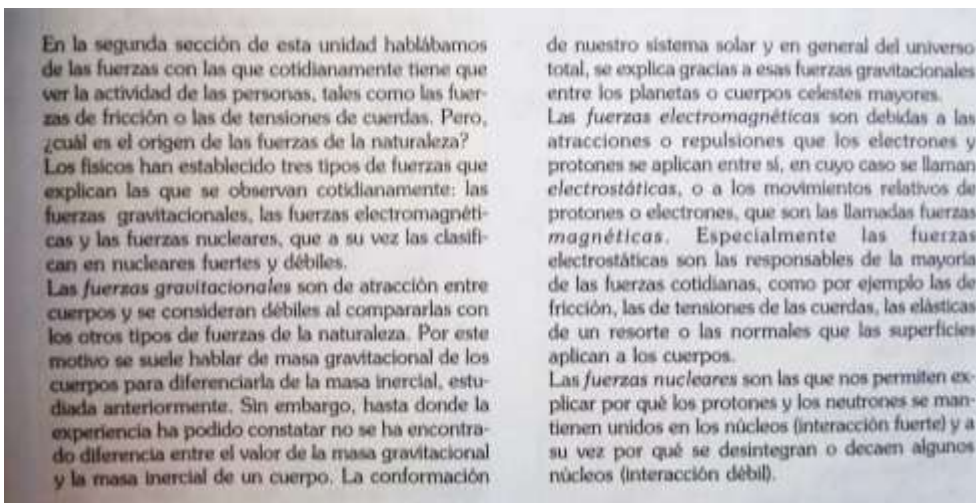 En la segunda sección de esta unidad hablábamos
de las fuerzas con las que cotidianamente tiene que
ver la actividad de las personas, tales como las fuer-
zas de fricción o las de tensiones de cuerdas. Pero,
¿cuál es el origen de las fuerzas de la naturaleza?
Los físicos han establecido tres tipos de fuerzas que
explican las que se observan cotidianamente: las
fuerzas gravitacionales, las fuerzas electromagnéti-
cas y las fuerzas nucleares, que a su vez las clasifi-
can en nucleares fuertes y débiles.
Las fuerzas gravitacionales son de atracción entre
cuerpos y se consideran débiles al compararlas con
los otros tipos de fuerzas de la naturaleza. Por este
motivo se suele hablar de masa gravitacional de los
cuerpos para diferenciarla de la masa inercial, estu-
diada anteriormente. Sin embargo, hasta donde la
experiencia ha podido constatar no se ha encontra-
do diferencia entre el valor de la masa gravitacional
y la masa inercial de un cuerpo. La conformación
de nuestro sistema solar y en general del universo
total, se explica gracias a esas fuerzas gravitacionales
entre los planetas o cuerpos celestes mayores.
Las fuerzas electromagnéticas son debidas a las
atracciones o repulsiones que los electrones y
protones se aplican entre sí, en cuyo caso se llaman
electrostáticas, o a los movimientos relativos de
protones o electrones, que son las llamadas fuerzas
magnéticas. Especialmente las fuerzas
electrostáticas son las responsables de la mayoría
de las fuerzas cotidianas, como por ejemplo las de
fricción, las de tensiones de las cuerdas, las elásticas
de un resorte o las normales que las superficies
aplican a los cuerpos.
Las fuerzas nucleares son las que nos permiten ex-
plicar por qué los protones y los neutrones se man-
tienen unidos en los núcleos (interacción fuerte) y a
su vez por qué se desintegran o decaen algunos
núcleos (interacción débil).